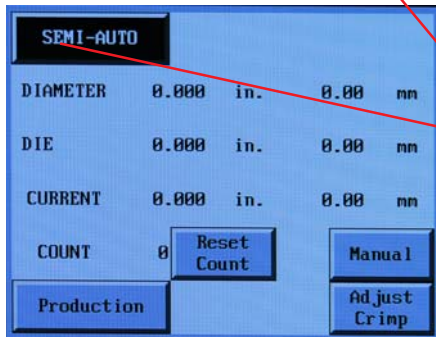 SEMI-AUTO
DIAMETER 0.000 in. 0.00 mm
DIE 0.000 in. 0.00 mm
CURRENT 0.000 in. 0.00 mm
COUNT 0 Reset Count Manual
Production Adjust Crimp